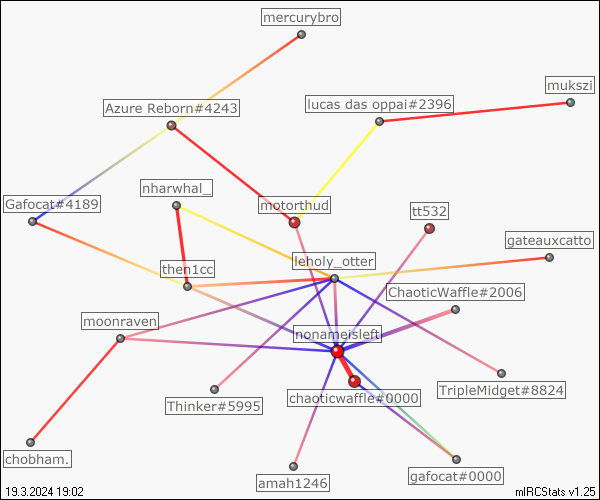 mercurybro
mukszi
Azure Reborn#4243
lucas das oppai#2396
nharwhal_
Gafocat#4189
motorthud
tt532
gateauxcatto
then1cc
leholy_otter
ChaoticWaffle#2006
moonraven
nonameisleft
TripleMidget#8824
chaoticwaffle#0000
Thinker#5995
chobham.
amah1246
gafocat#0000
19.3.2024 19:02
mIRCStats v1.25